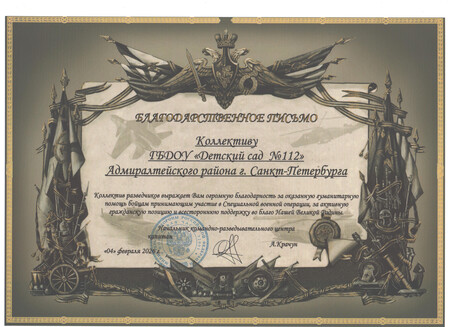 БЛАГОДАРСТВЕННОЕ ПИСЬМО
Коллективу
ГБДОУ «Детский сад №112»
Адмиралтейского района г. Санкт-Петербурга
Коллектив разведчиков выражает Вам огромную благодарность за оказанную гуманитарную
помощь бойцам принимающим участие в Специальной военной операции, за активную
гражданскую позицию и всестороннюю поддержку во благо Нашей Великой Родины.
Начальник командно-разведывательного центра
капитан
А.Крачун
«04» февраля